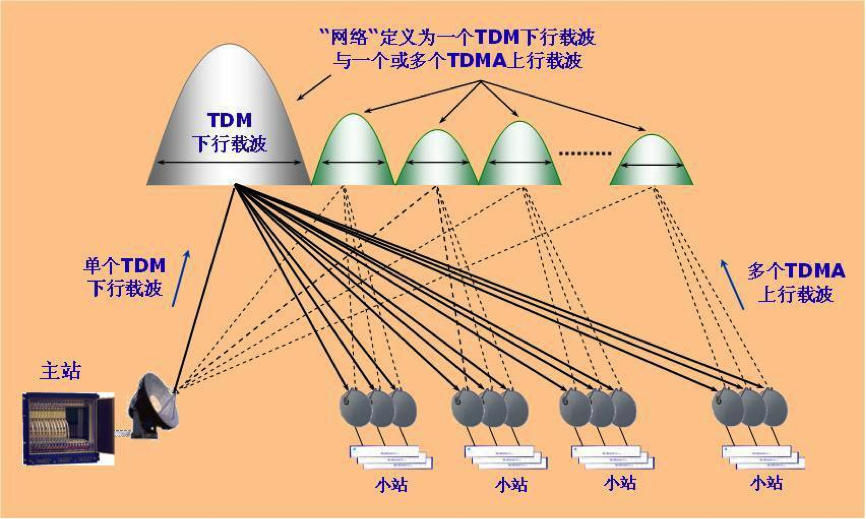 “网络“定义为一个TDM下行载波
与一个或多个TDMA上行载波
TDM
下行载波
单个TDM
下行载波
多个TDMA
上行载波
主站
小站
小站
小站
小站